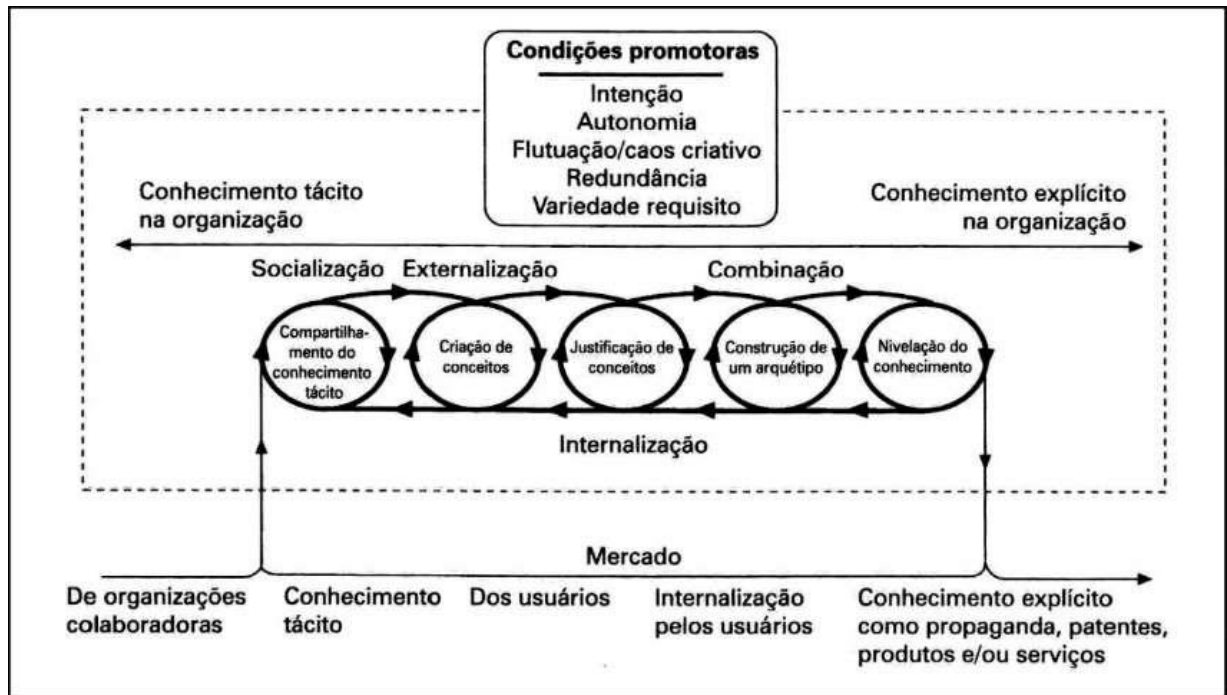 Condições promotoras
Intenção
Autonomia
Flutuação/caos criativo
Redundância
Variedade requisito
Conhecimento tácito
na organização
Conhecimento explícito
na organização
Socialização
Externalização
Combinação
Compartilha-
mento do
conhecimento
tácito
Criação de
conceitos
Justificação de
conceitos
Construção de
um arquétipo
Nivelação do
conhecimento
Internalização
Mercado
De organizações
colaboradoras
Conhecimento
tácito
Dos usuários
Internalização
pelos usuários
Conhecimento explícito
como propaganda, patentes,
produtos e/ou serviços